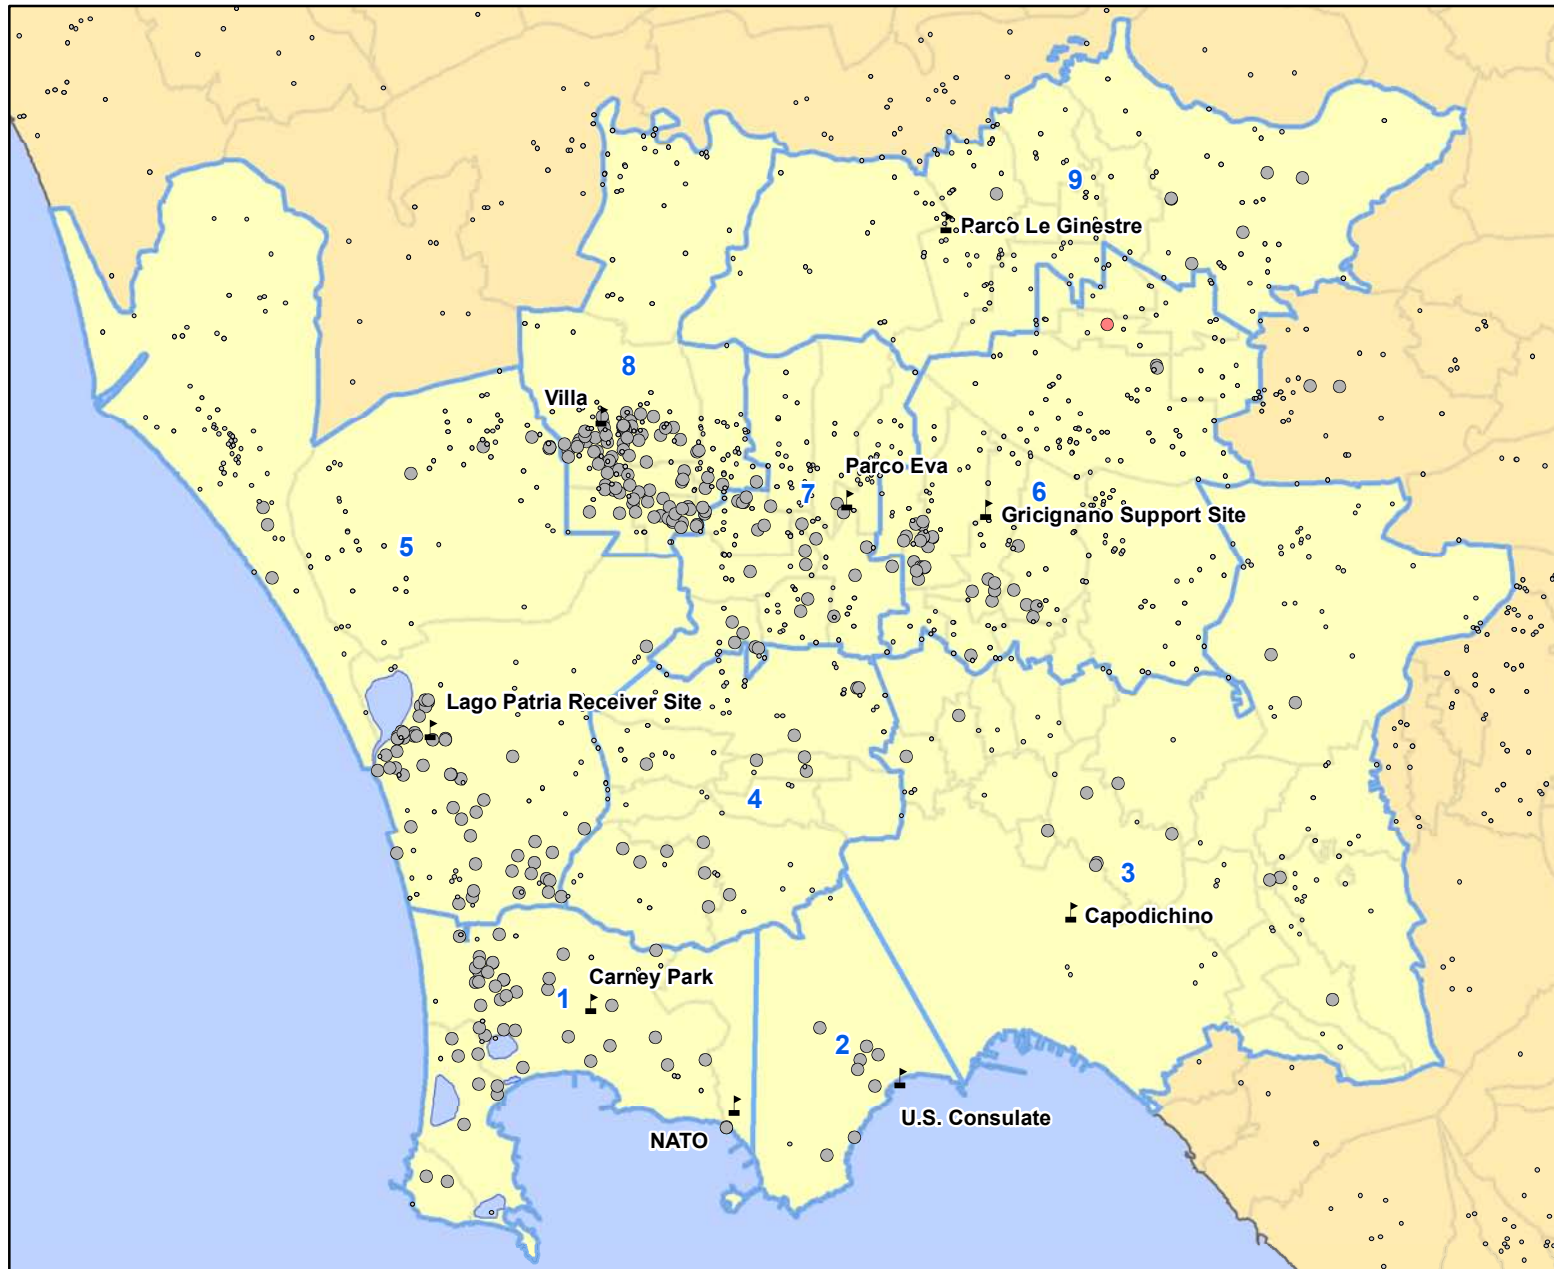 9
Parco Le Ginestre
8
Villa
Parco Eva
7
6
Gricignano Support Site
5
Lago Patria Receiver Site
4
3
Capodichino
Carney Park
1
2
U.S. Consulate
NATO